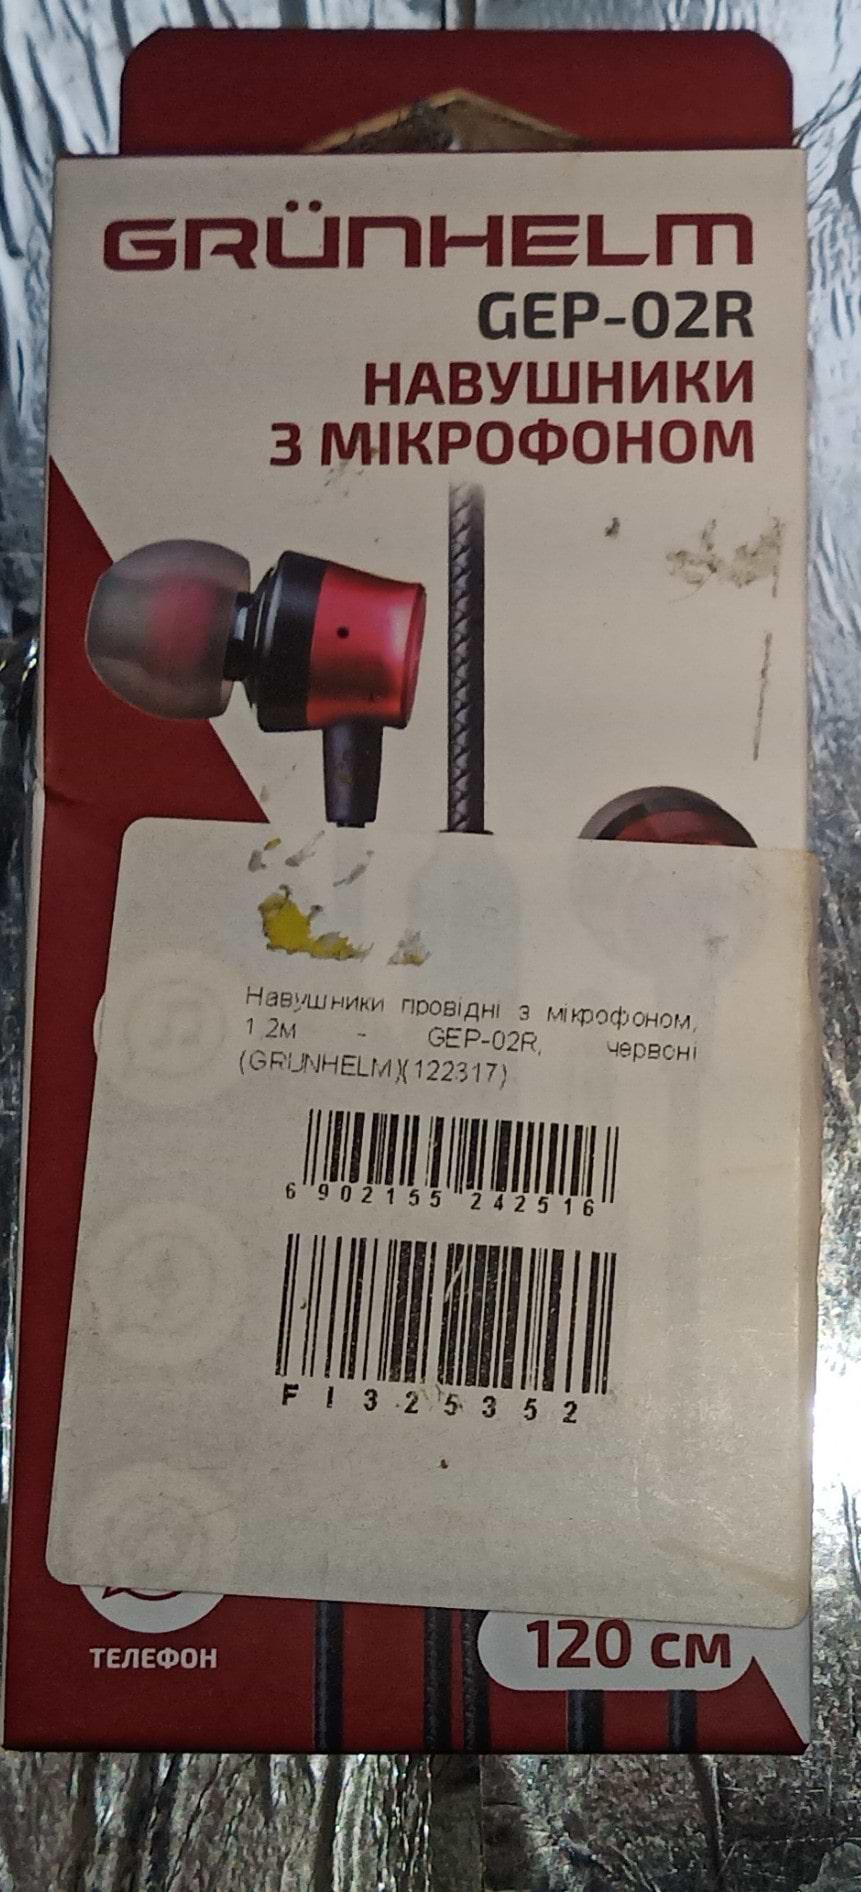 GRÜNHELM
GEP-02R
НАВУШНИКИ
З МІКРОФОНОМ
Навушники провідні з мікрофоном,
1,2м - GEP-02R, червоні
(GRUNHELM)(122317)
6 902155 242516
FI325352
ТЕЛЕФОН
120 см